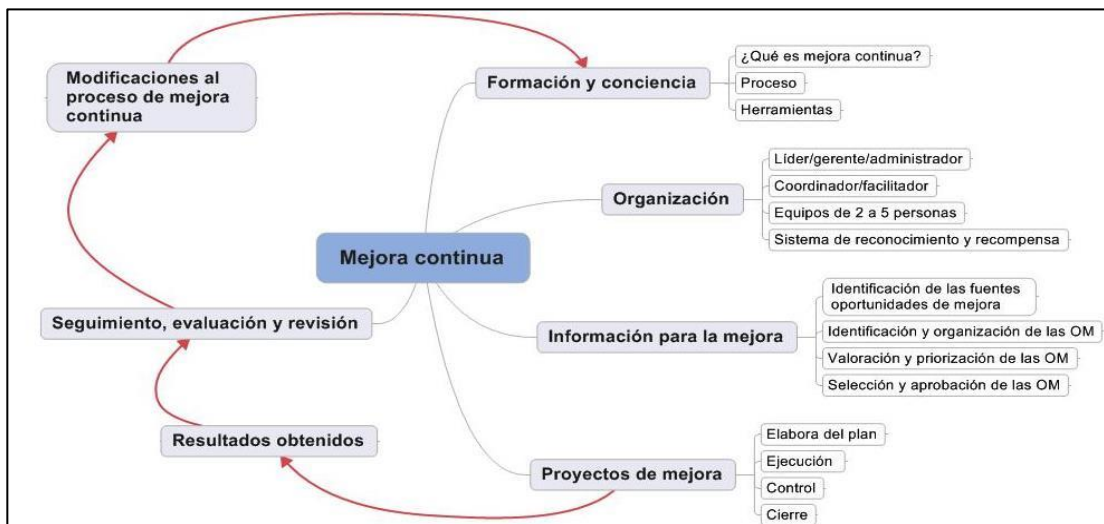 Modificaciones al
proceso de mejora
continua
Formación y conciencia
¿Qué es mejora continua?
Proceso
Herramientas
Organización
Líder/gerente/administrador
Coordinador/facilitador
Equipos de 2 a 5 personas
Sistema de reconocimiento y recompensa
Mejora continua
Seguimiento, evaluación y revisión
Información para la mejora
Identificación de las fuentes
oportunidades de mejora
Identificación y organización de las OM
Valoración y priorización de las OM
Selección y aprobación de las OM
Resultados obtenidos
Proyectos de mejora
Elabora del plan
Ejecución
Control
Cierre